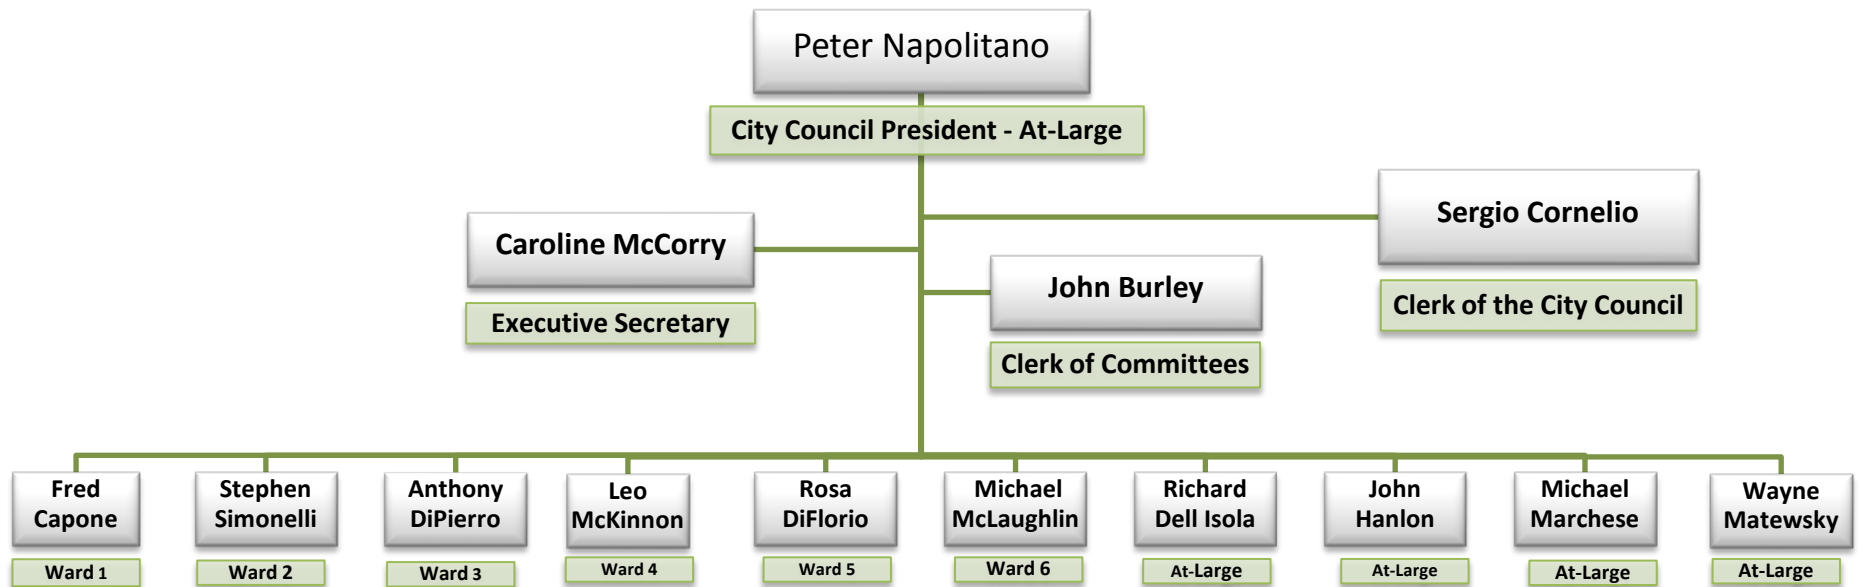 Peter Napolitano
City Council President - At-Large
Sergio Cornelio
Clerk of the City Council
Caroline McCorry
Executive Secretary
John Burley
Clerk of Committees
Fred
Capone
Ward 1
Stephen
Simonelli
Ward 2
Anthony
DiPierro
Ward 3
Leo
McKinnon
Ward 4
Rosa
DiFlorio
Ward 5
Michael
McLaughlin
Ward 6
Richard
Dell Isola
At-Large
John
Hanlon
At-Large
Michael
Marchese
At-Large
Wayne
Matewsky
At-Large